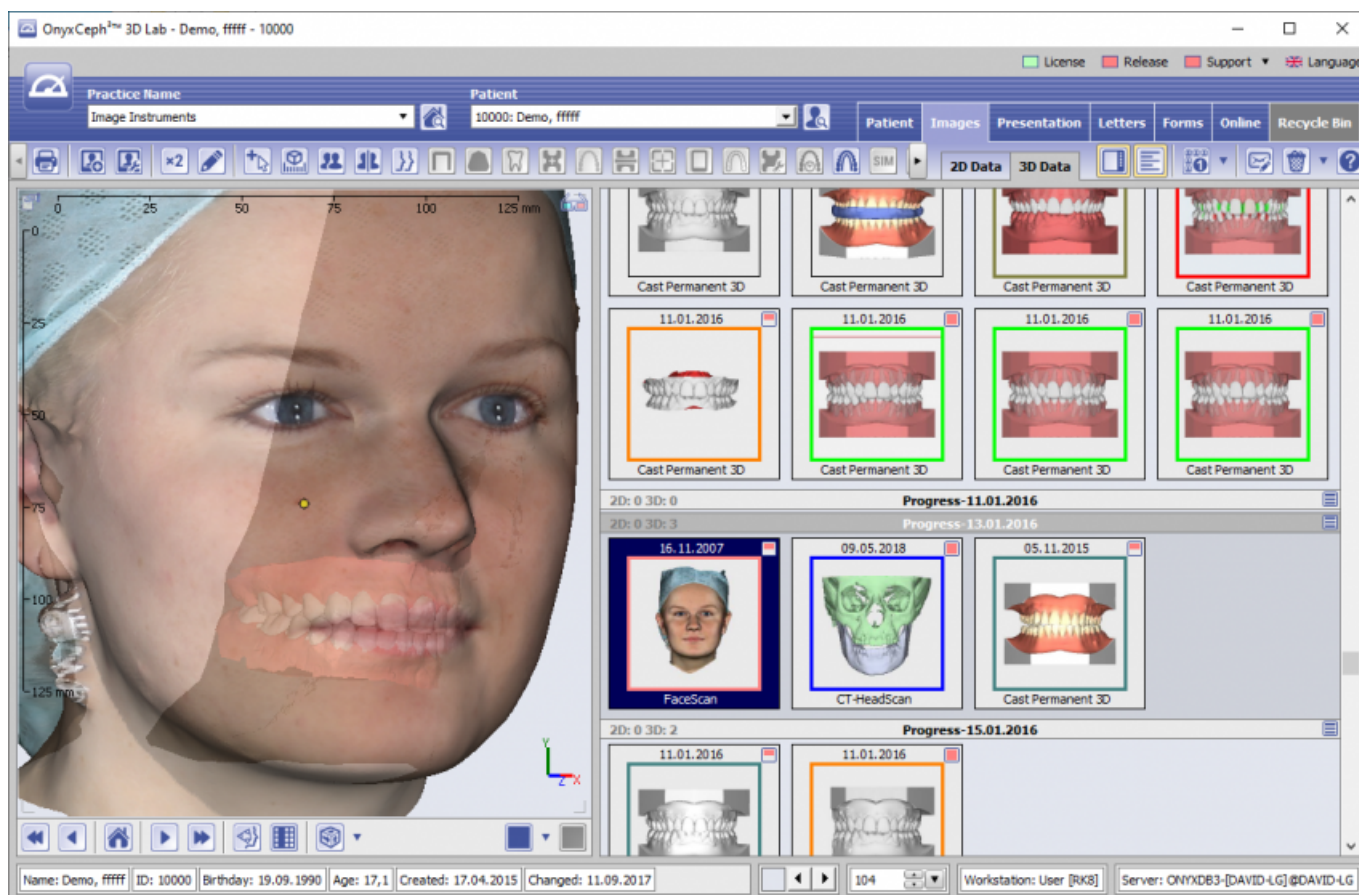 OnyxCeph³™ 3D Lab - Demo, fffff - 10000
License Release Support Language
Practice Name Patient
Image Instruments 10000: Demo, fffff
Patient Images Presentation Letters Forms Online Recycle Bin
×2 SIM 2D Data 3D Data
0 25 50 75 100 125 mm
0
25
50
75
100
125 mm
Y
Z X
Cast Permanent 3D Cast Permanent 3D Cast Permanent 3D Cast Permanent 3D
11.01.2016 11.01.2016 11.01.2016 11.01.2016
Cast Permanent 3D Cast Permanent 3D Cast Permanent 3D Cast Permanent 3D
2D: 0 3D: 0 Progress-11.01.2016
2D: 0 3D: 3 Progress-13.01.2016
16.11.2007 09.05.2018 05.11.2015
FaceScan CT-HeadScan Cast Permanent 3D
2D: 0 3D: 2 Progress-15.01.2016
11.01.2016 11.01.2016
Name: Demo, fffff ID: 10000 Birthday: 19.09.1990 Age: 17,1 Created: 17.04.2015 Changed: 11.09.2017 104 Workstation: User [RK8] Server: ONYXDB3-[DAVID-LG]@DAVID-LG